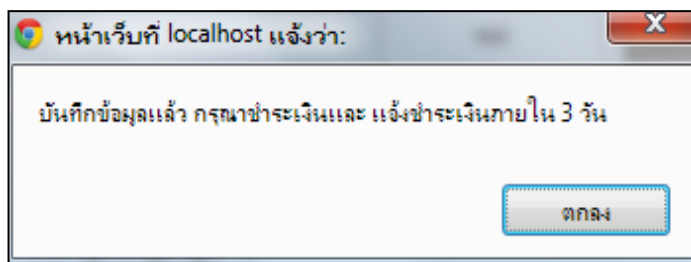 หน้าเว็บที่ localhost แจ้งว่า:
บันทึกข้อมูลแล้ว กรุณาชำระเงินและ แจ้งชำระเงินภายใน 3 วัน
ตกลง